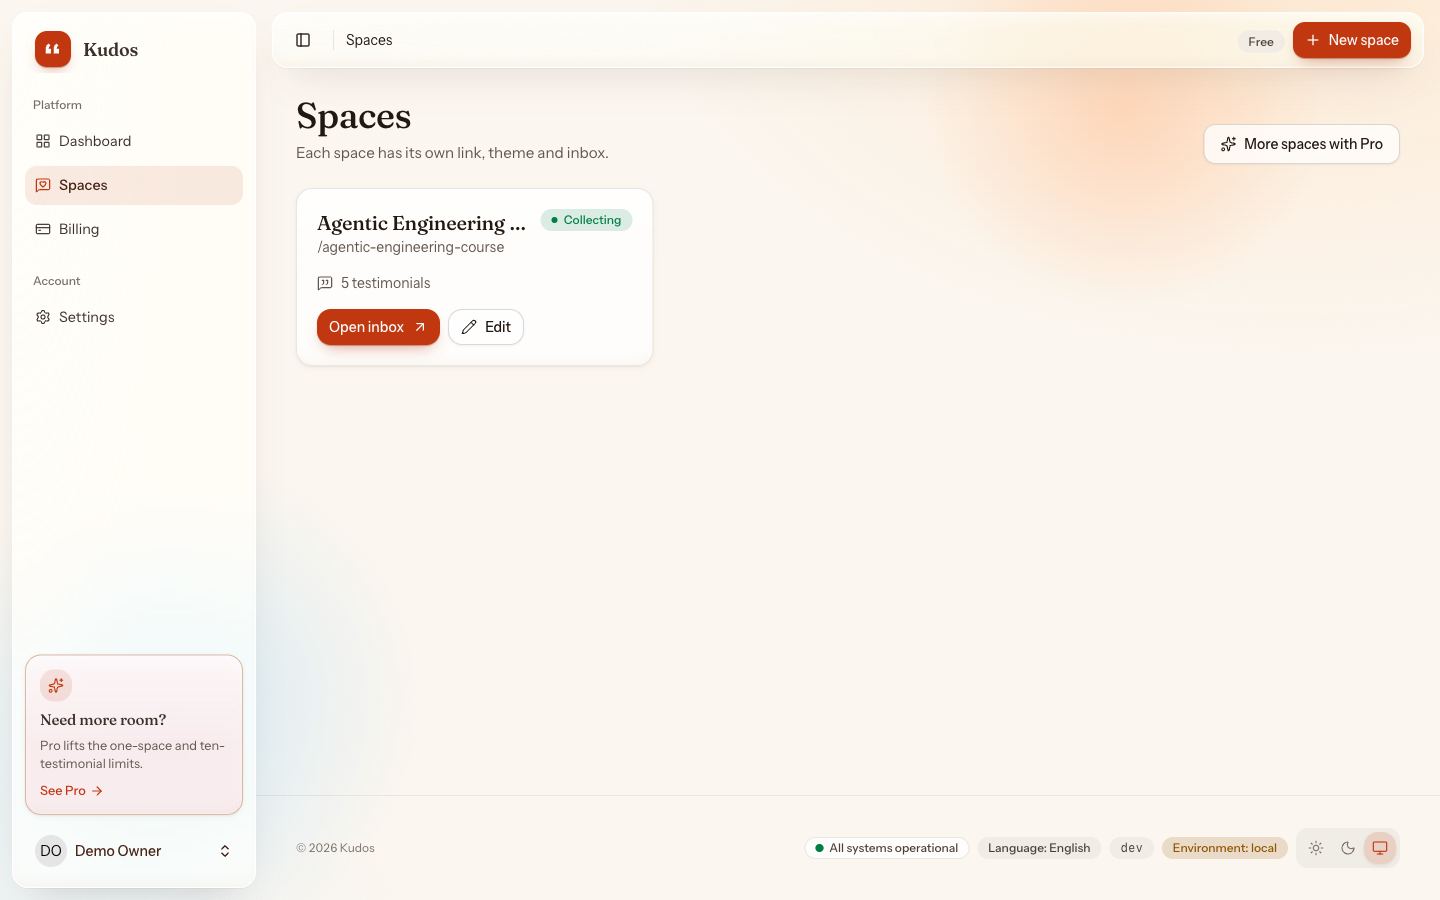 Kudos
Platform
Dashboard
Spaces
Billing
Account
Settings
Need more room?
Pro lifts the one-space and ten-
testimonial limits.
See Pro
DO Demo Owner
Spaces
Free
New space
Spaces
Each space has its own link, theme and inbox.
More spaces with Pro
Agentic Engineering ...
Collecting
/agentic-engineering-course
5 testimonials
Open inbox
Edit
© 2026 Kudos
All systems operational
Language: English
dev
Environment: local